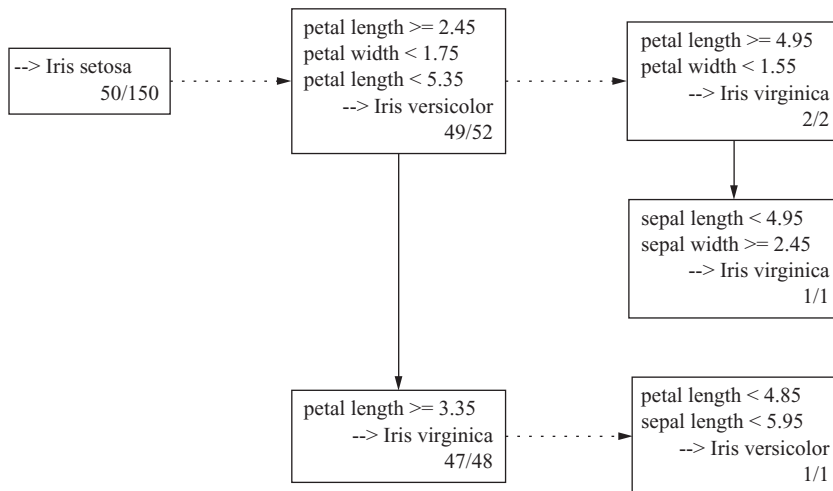 --> Iris setosa
50/150
petal length >= 2.45
petal width < 1.75
petal length < 5.35
--> Iris versicolor
49/52
petal length >= 4.95
petal width < 1.55
--> Iris virginica
2/2
sepal length < 4.95
sepal width >= 2.45
--> Iris virginica
1/1
petal length >= 3.35
--> Iris virginica
47/48
petal length < 4.85
sepal length < 5.95
--> Iris versicolor
1/1